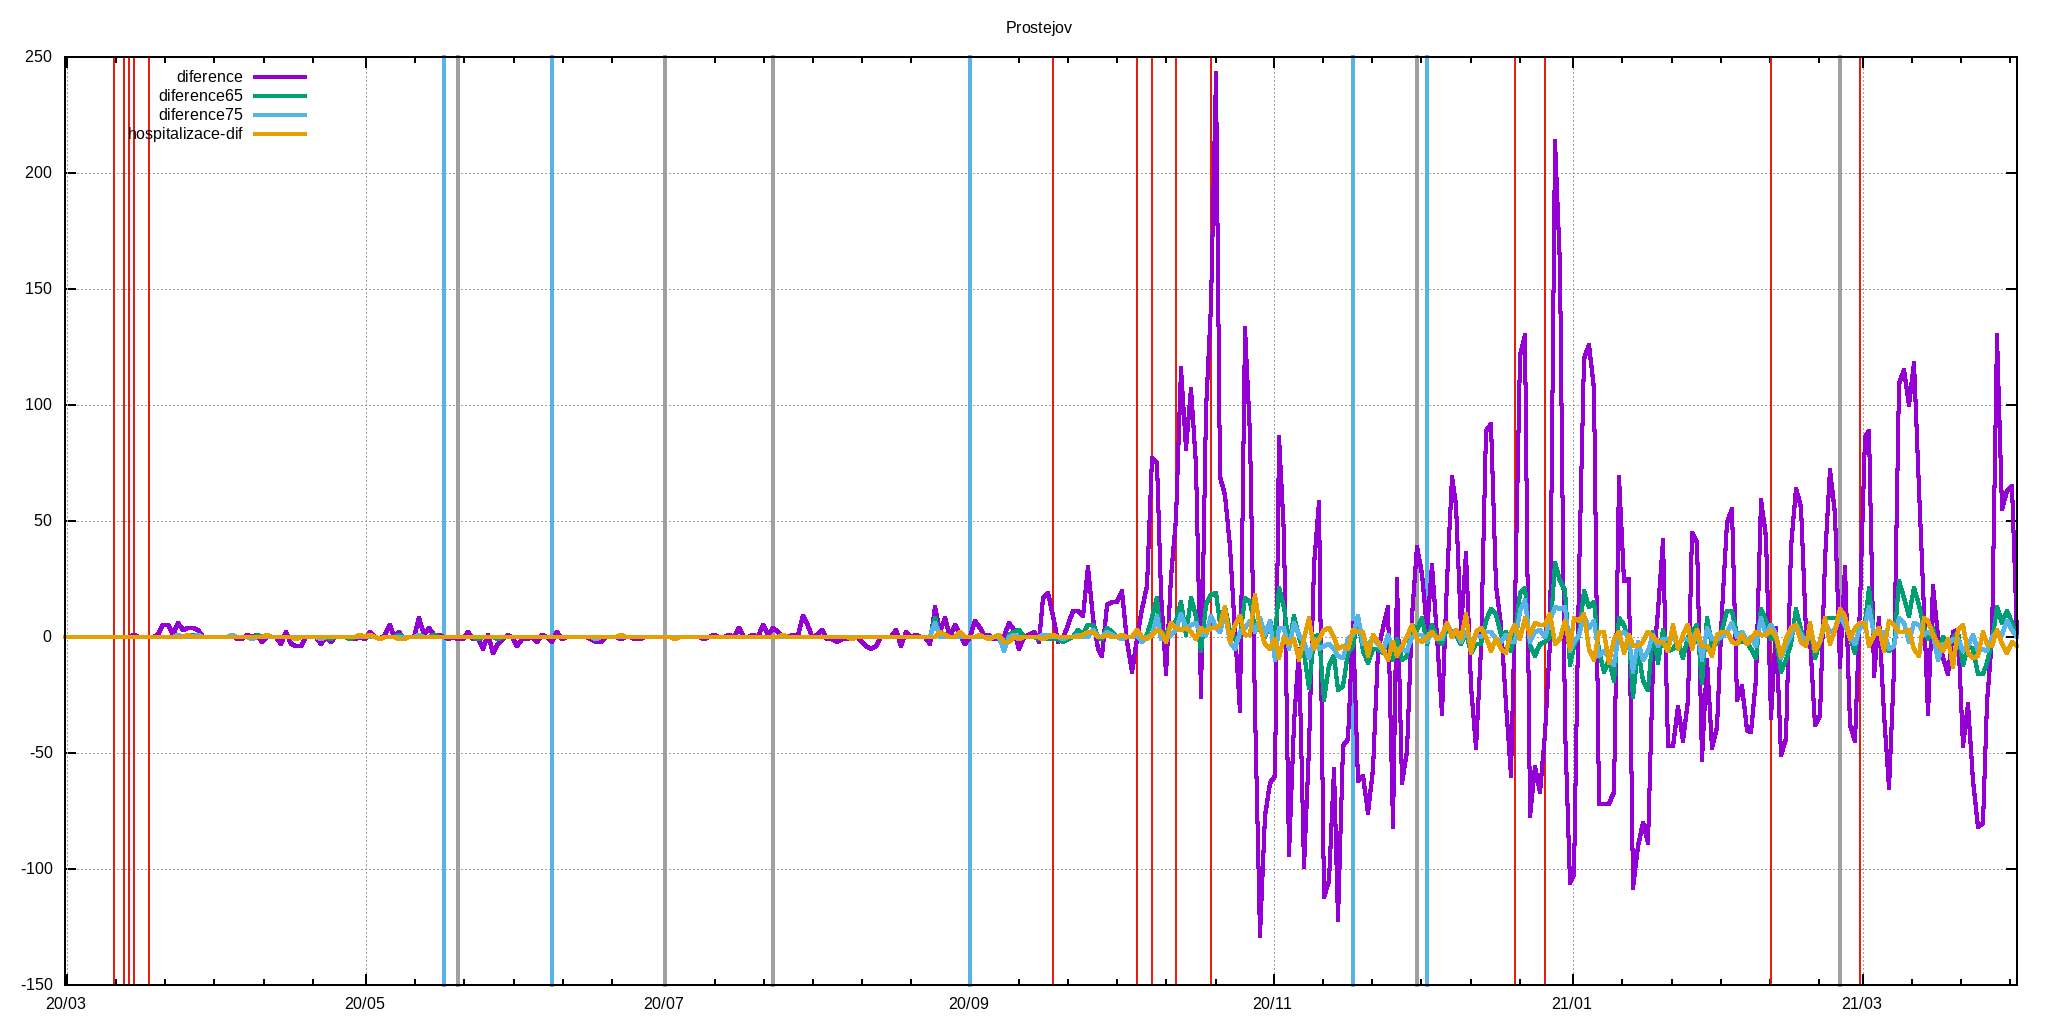 Prostejov
250
diference
diference65
diference75
hospitalizace-dif
200
150
100
50
0
-50
-100
-150
20/03 20/05 20/07 20/09 20/11 21/01 21/03